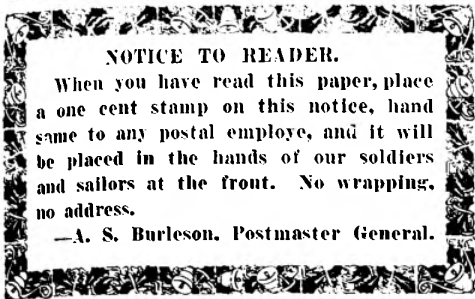 NOTICE TO READER.
When you have read this paper, place
a one cent stamp on this notice, hand
same to any postal employe, and it will
be placed in the hands of our soldiers
and sailors at the front. No wrapping,
no address.
—A. S. Burleson, Postmaster General.